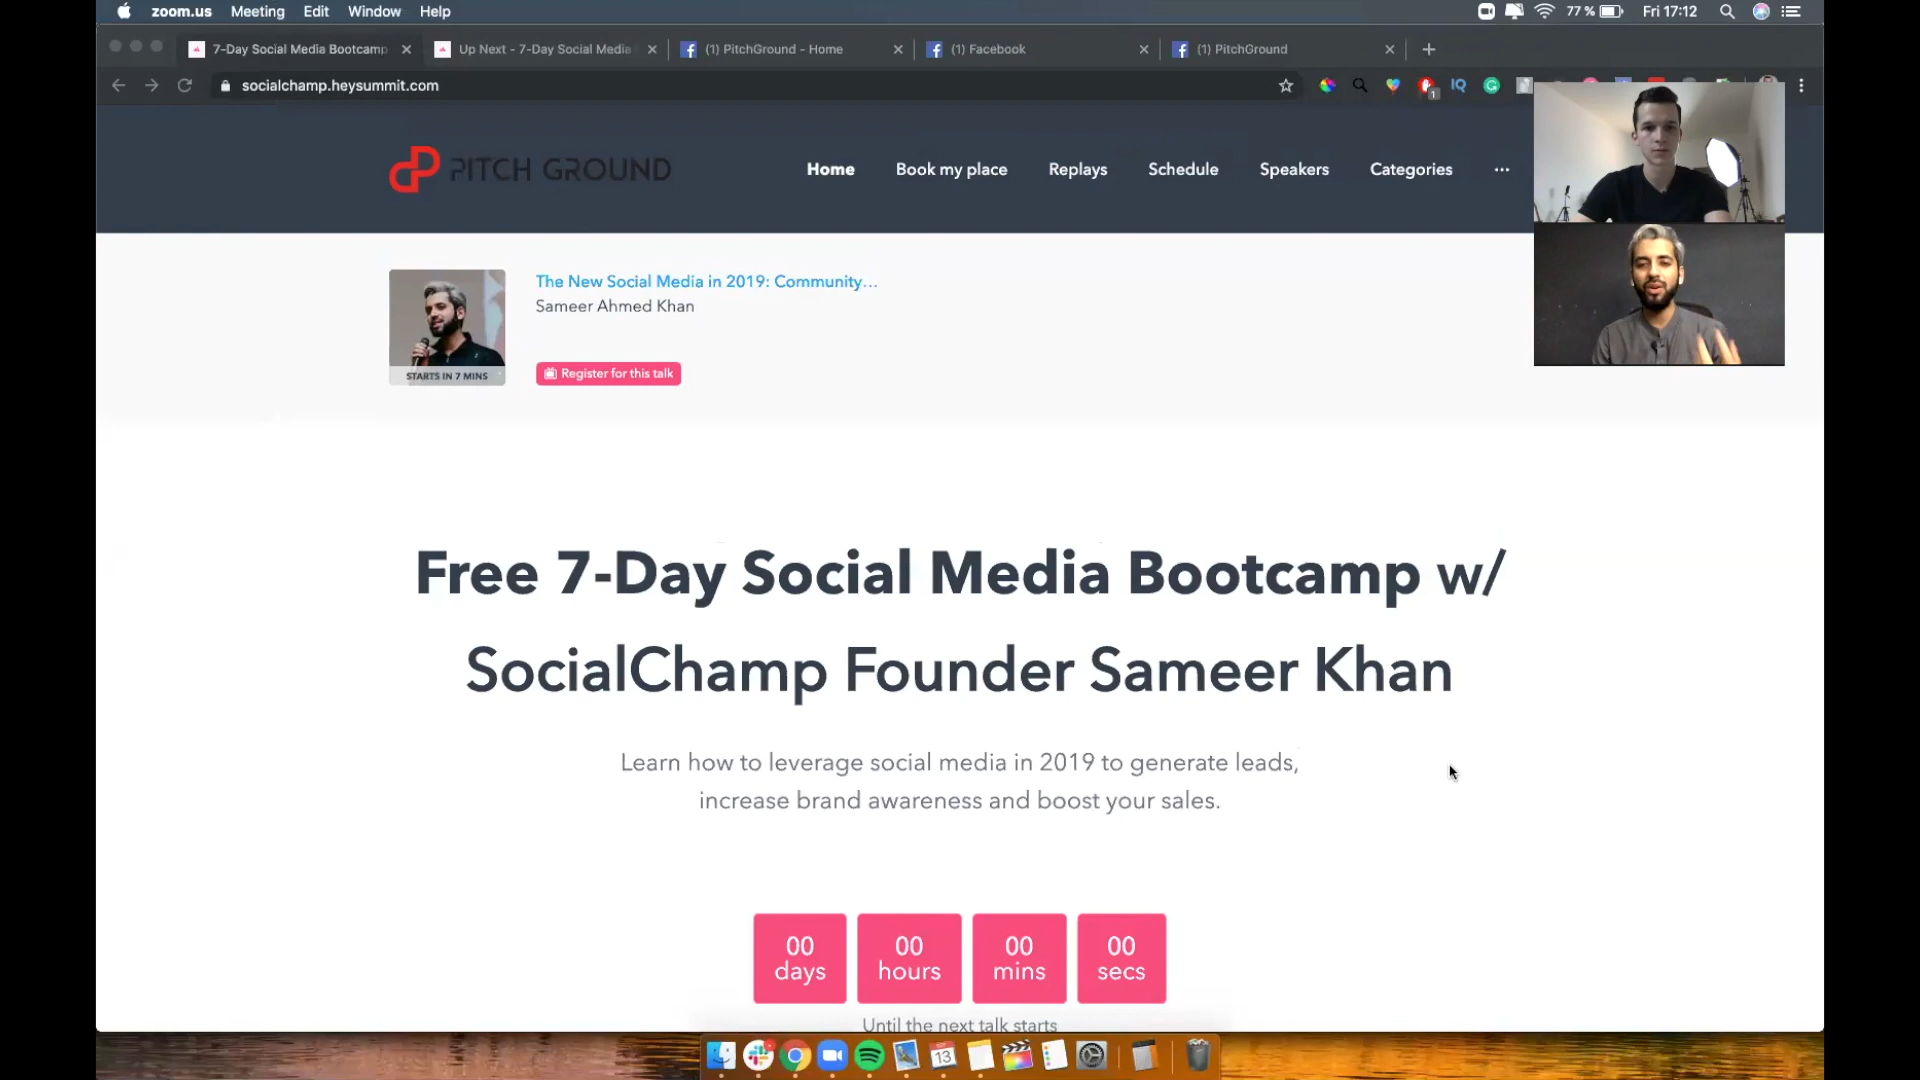 zoom.us Meeting Edit Window Help 77 % Fri 17:12
7-Day Social Media Bootcamp Up Next - 7-Day Social Media (1) PitchGround - Home (1) Facebook (1) PitchGround
socialchamp.heysummit.com
IQ
1
PITCH GROUND
Home Book my place Replays Schedule Speakers Categories ...
The New Social Media in 2019: Community...
Sameer Ahmed Khan
STARTS IN 7 MINS
Register for this talk
Free 7-Day Social Media Bootcamp w/
SocialChamp Founder Sameer Khan
Learn how to leverage social media in 2019 to generate leads,
increase brand awareness and boost your sales.
00 00 00 00
days hours mins secs
Until the next talk starts
13